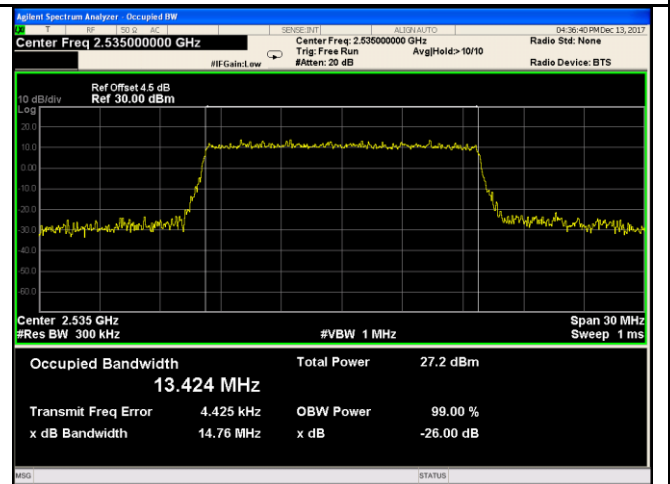 Agilent Spectrum Analyzer - Occupied BW
T RF 50 Ω AC SENSE:INT ALIGN AUTO 04:36:40 PM Dec 13, 2017
Center Freq 2.535000000 GHz Center Freq: 2.535000000 GHz Radio Std: None
Trig: Free Run Avg|Hold:> 10/10
#IFGain:Low #Atten: 20 dB Radio Device: BTS
Ref Offset 4.5 dB
10 dB/div Ref 30.00 dBm
Log
20.0
10.0
0.00
-10.0
-20.0
-30.0
-40.0
-50.0
-60.0
Center 2.535 GHz Span 30 MHz
#Res BW 300 kHz #VBW 1 MHz Sweep 1 ms
Occupied Bandwidth Total Power 27.2 dBm
13.424 MHz
Transmit Freq Error 4.425 kHz OBW Power 99.00 %
x dB Bandwidth 14.76 MHz x dB -26.00 dB
MSG STATUS